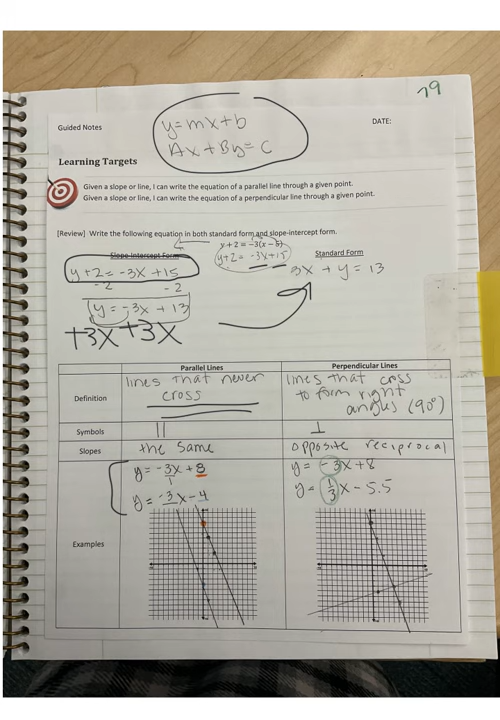 79
y=mx+b
Ax+By=C
Guided Notes
DATE:
Learning Targets
Given a slope or line, I can write the equation of a parallel line through a given point.
Given a slope or line, I can write the equation of a perpendicular line through a given point.
[Review] Write the following equation in both standard form and slope-intercept form.
y+2 = -3(x-5)
Slope-Intercept Form
y+2= -3x+15
Standard Form
y+2= -3x+15
3x + y = 13
-2 -2
y= -3x + 13
+3x +3x
Parallel Lines
Perpendicular Lines
Definition
lines that never
cross
lines that cross
to form right
angles (90°)
Symbols
||
⊥
Slopes
the same
opposite reciprocal
Examples
y= -3/1x+8
y= -3x-4
y= -3x+8
y= 1/3x-5.5